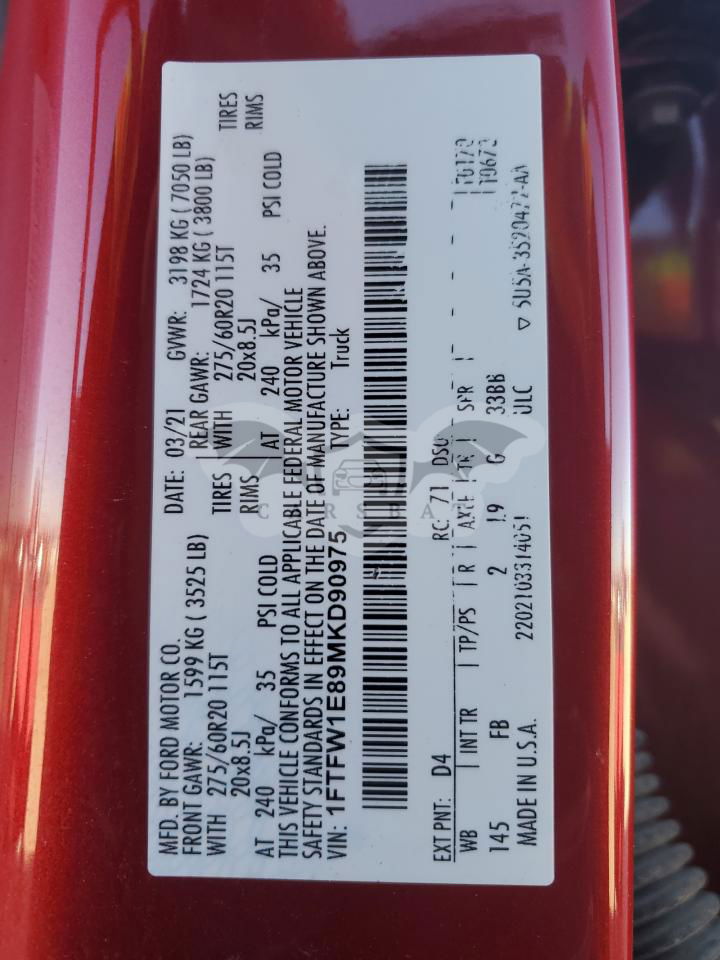 MFD. BY FORD MOTOR CO. DATE: 03/21 GVWR: 3198 KG ( 7050 LB)
FRONT GAWR: 1599 KG ( 3525 LB) REAR GAWR: 1724 KG ( 3800 LB)
WITH 275/60R20 115T TIRES WITH 275/60R20 115T TIRES
20x8.5J RIMS 20x8.5J RIMS
AT 240 kPa/ 35 PSI COLD AT 240 kPa/ 35 PSI COLD
THIS VEHICLE CONFORMS TO ALL APPLICABLE FEDERAL MOTOR VEHICLE
SAFETY STANDARDS IN EFFECT ON THE DATE OF MANUFACTURE SHOWN ABOVE.
VIN: 1FTFW1E89MKD90975 TYPE: Truck
EXT PNT: D4 RC: 71 DSO:
WB INT TR TP/PS R AXLE TR SPR
145 FB 2 19 G 33BB
MADE IN U.S.A. 220210331405! ULC